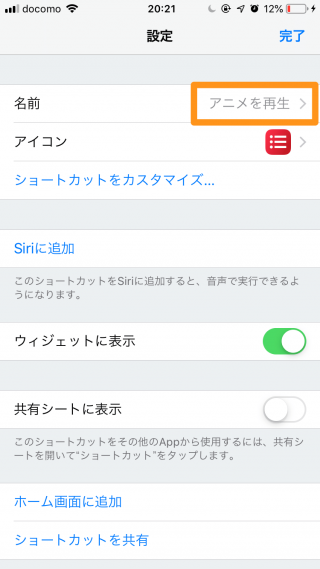 docomo 20:21 12%
設定 完了
名前 アニメを再生
アイコン
ショートカットをカスタマイズ...
Siriに追加
このショートカットをSiriに追加すると、音声で実行できるよ
うになります。
ウィジェットに表示
共有シートに表示
このショートカットをその他のAppから使用するには、共有シ
ートを開いて"ショートカット"をタップします。
ホーム画面に追加
ショートカットを共有